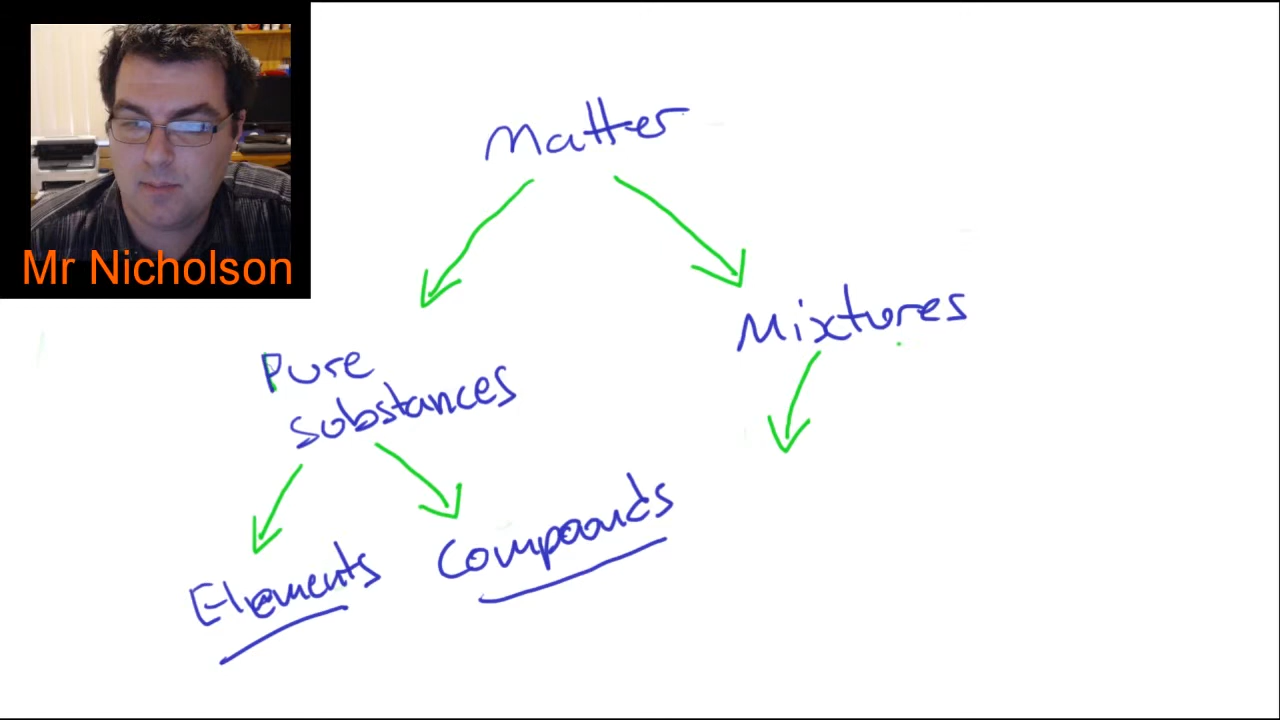 Mr Nicholson
Matter
Mixtures
Pure
substances
Elements
Compounds